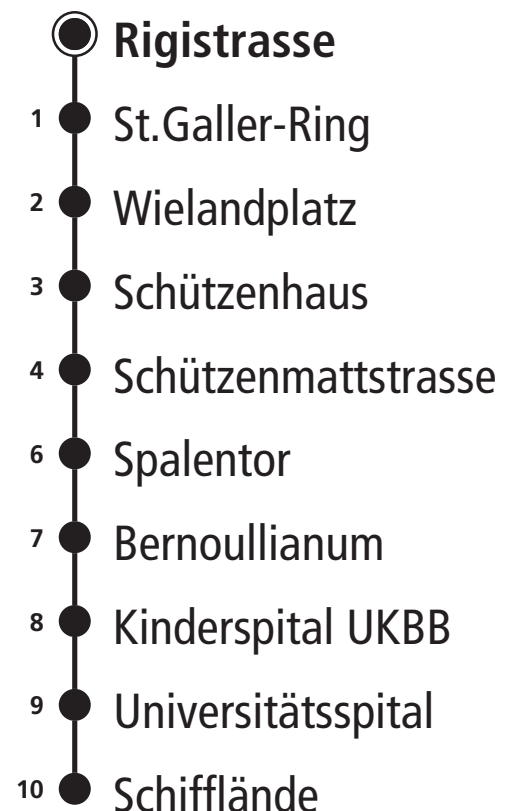 Rigistrasse
1 St.Galler-Ring
2 Wielandplatz
3 Schützenhaus
4 Schützenmattstrasse
6 Spalentor
7 Bernoullianum
8 Kinderspital UKBB
9 Universitätsspital
10 Schifflände